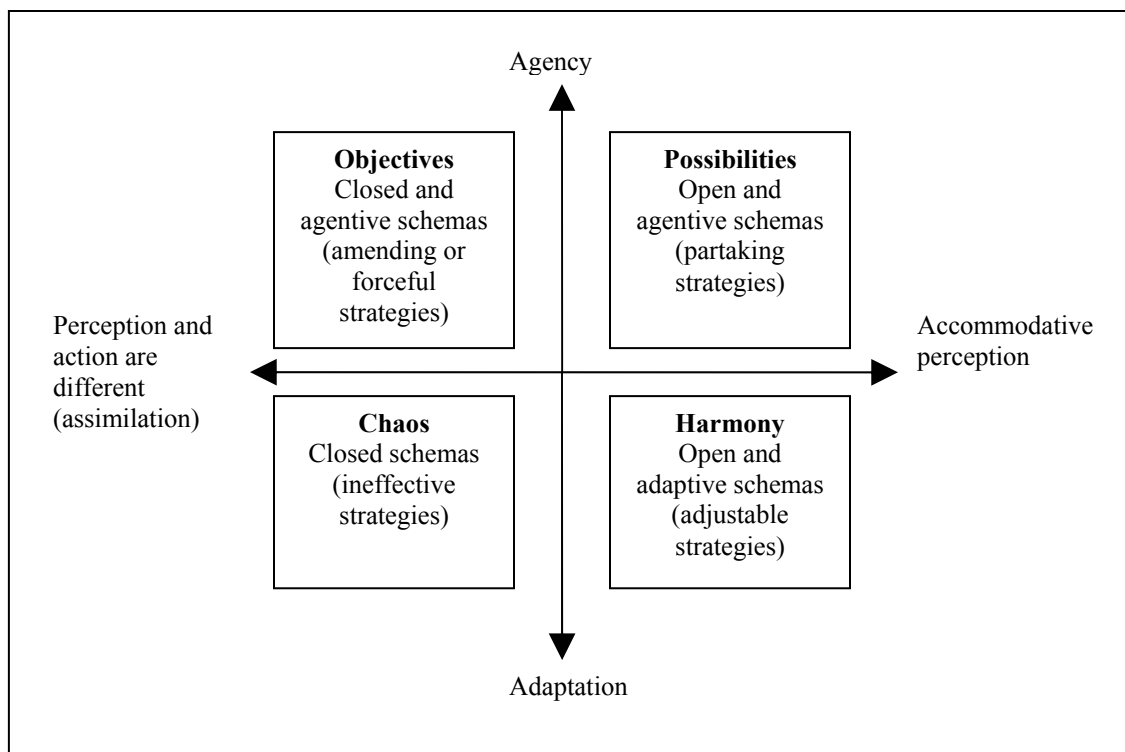 Agency
Objectives
Closed and
agentive schemas
(amending or
forceful
strategies)
Possibilities
Open and
agentive schemas
(partaking
strategies)
Perception and
action are
different
(assimilation)
Accommodative
perception
Chaos
Closed schemas
(ineffective
strategies)
Harmony
Open and
adaptive schemas
(adjustable
strategies)
Adaptation